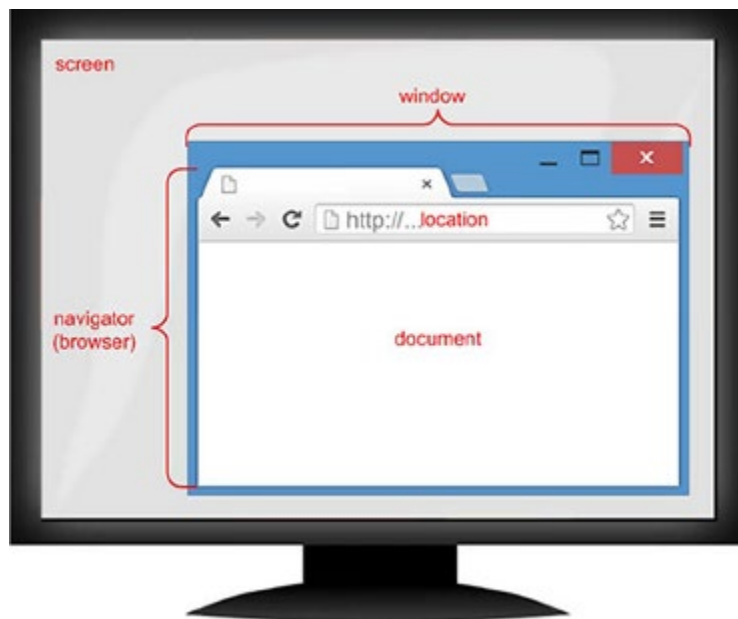 screen
window
http://...location
navigator
(browser)
document